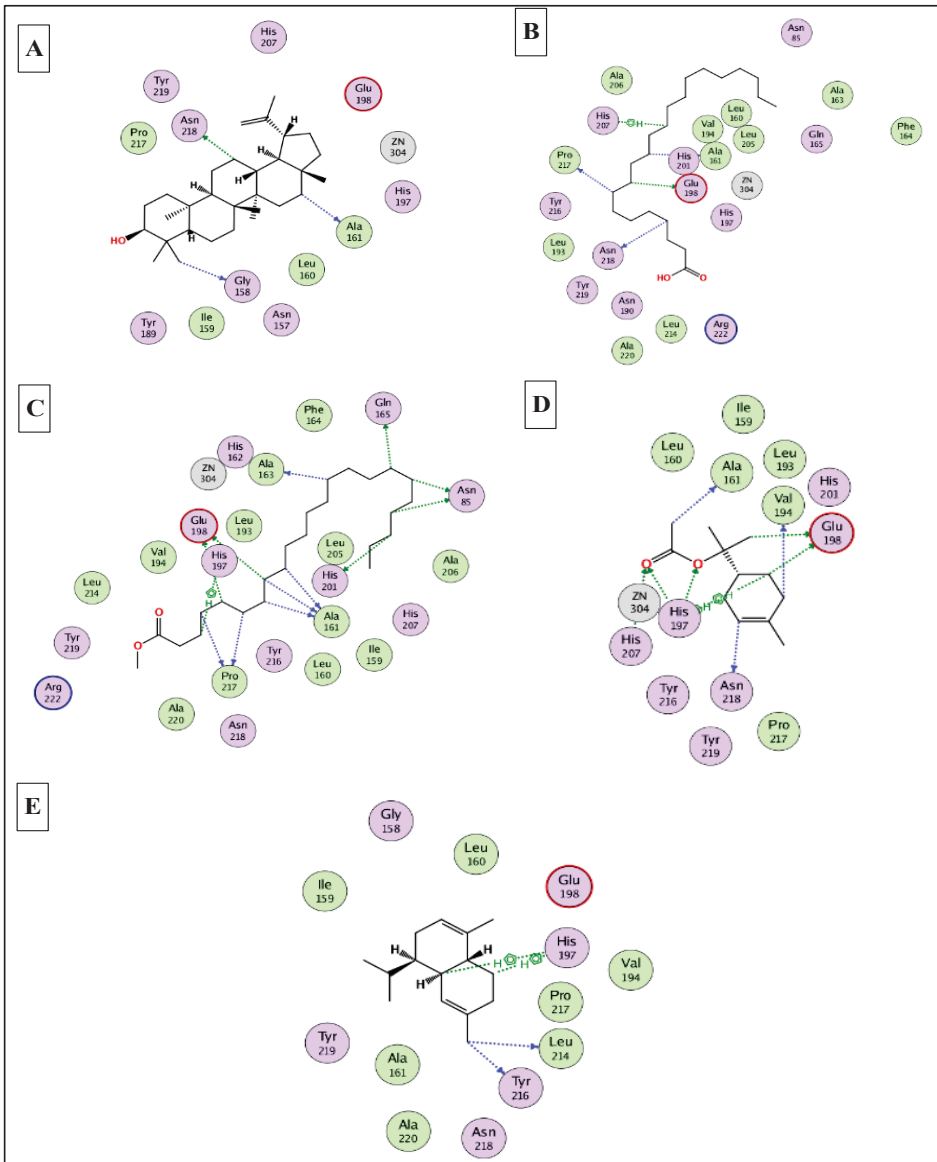 A
His
207
Tyr
219
Glu
198
Asn
218
Pro
217
H
H
H
H
ZN
304
His
197
HO
Ala
161
Leu
160
Gly
158
Tyr
189
Ile
159
Asn
157
B
Asn
85
Ala
206
Ala
163
His
207
H
Leu
160
Val
194
Leu
205
Gln
165
Phe
164
Pro
217
His
201
Ala
161
Glu
198
ZN
304
Tyr
216
His
197
Leu
193
Asn
218
HO
O
Tyr
219
Asn
190
Leu
214
Arg
222
Ala
220
C
Phe
164
Gln
165
His
162
ZN
304
Ala
163
Asn
85
Glu
198
Leu
193
Val
194
His
197
Leu
205
His
201
Ala
206
Leu
214
H
O
O
Ala
161
His
207
Tyr
219
Tyr
216
Leu
160
Ile
159
Arg
222
Pro
217
Ala
220
Asn
218
D
Ile
159
Leu
160
Ala
161
Leu
193
His
201
Val
194
Glu
198
O
O
ZN
304
His
197
H
H
His
207
Tyr
216
Asn
218
Tyr
219
Pro
217
E
Gly
158
Leu
160
Ile
159
Glu
198
H
H
H
H
H
His
197
Val
194
Pro
217
Tyr
219
Ala
161
Leu
214
Tyr
216
Ala
220
Asn
218